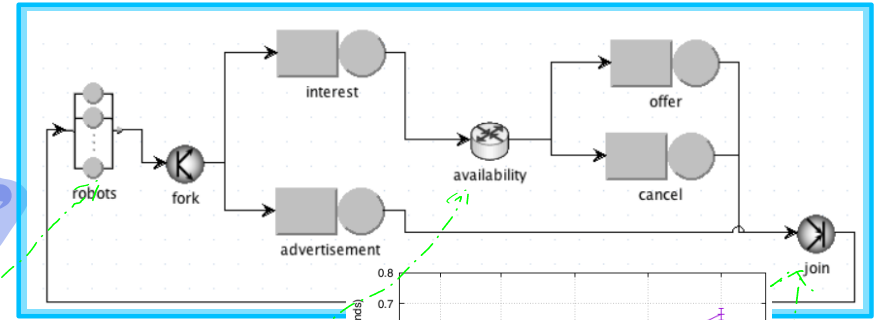 interest
offer
availability
robots
fork
cancel
advertisement
join
0.8
0.7